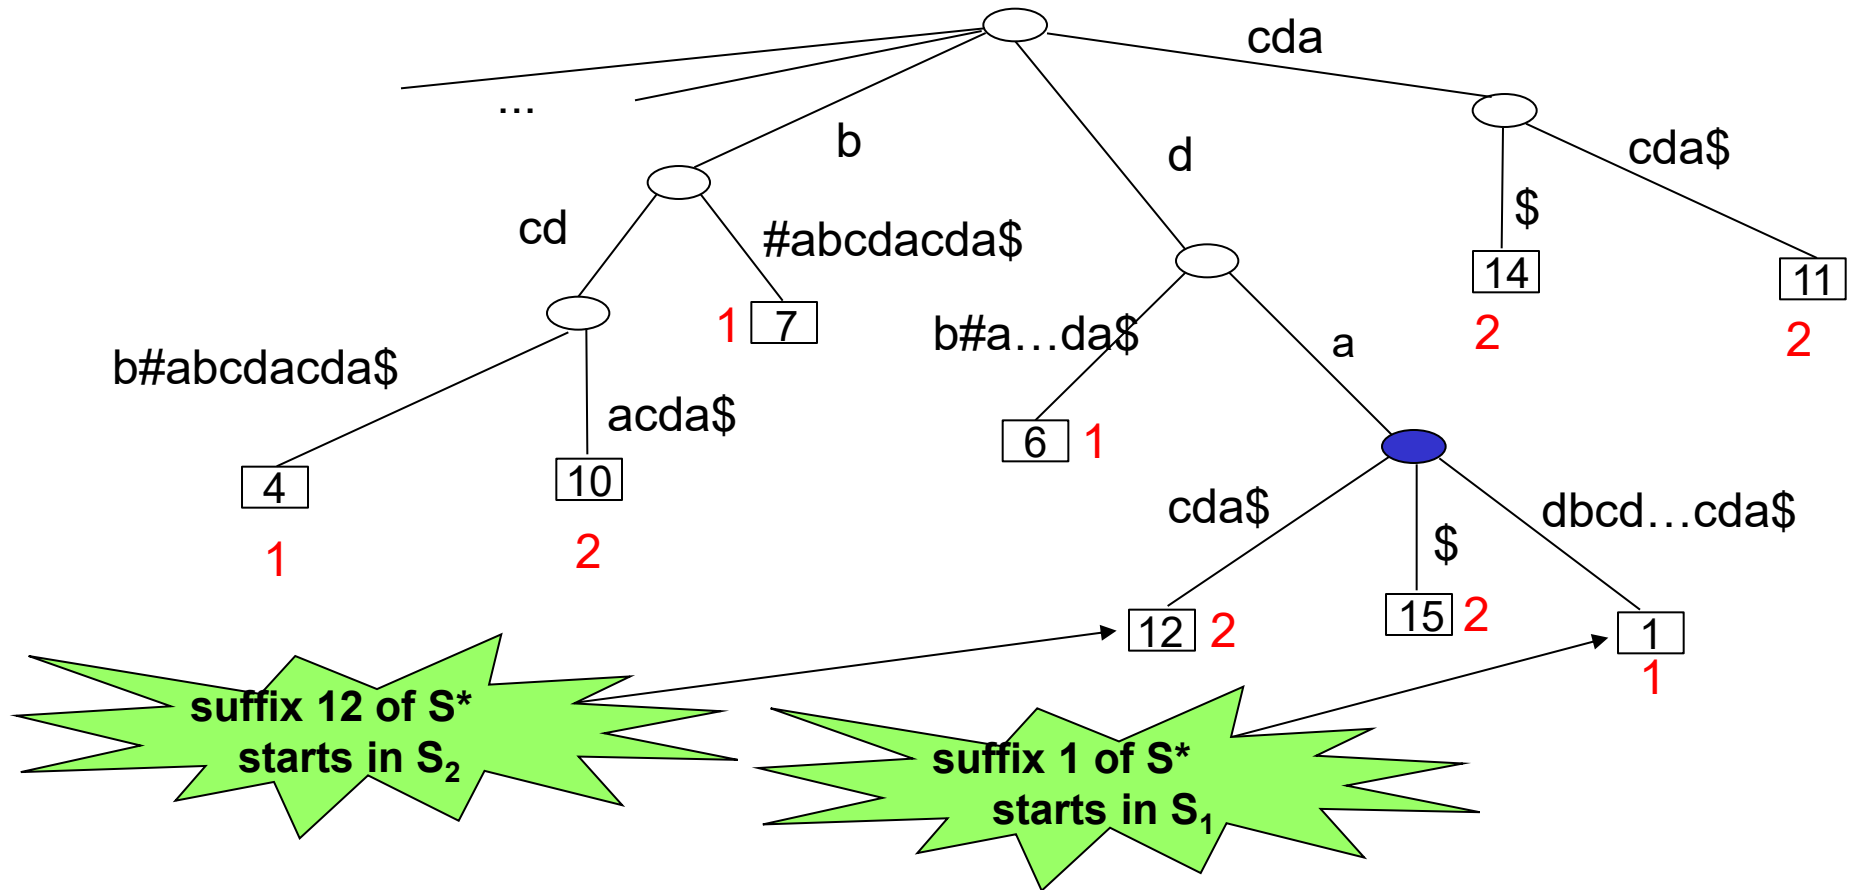 cda
...
b
d
cda$
cd
#abcdacda$
$
14
11
1
7
b#a…da$
a
2
2
b#abcdacda$
acda$
6
1
4
10
cda$
$
dbcd…cda$
1
2
12
2
15
2
1
1
suffix 12 of S*
starts in S2
suffix 1 of S*
starts in S1